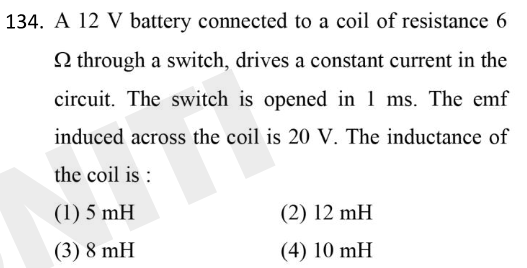 134. A 12 V battery connected to a coil of resistance 6
Ω through a switch, drives a constant current in the
circuit. The switch is opened in 1 ms. The emf
induced across the coil is 20 V. The inductance of
the coil is :
(1) 5 mH (2) 12 mH
(3) 8 mH (4) 10 mH
NITI